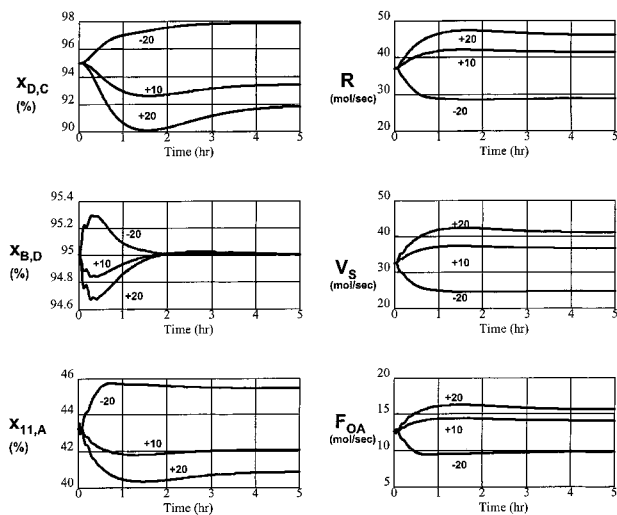 98
96
94
92
90
X D,C
(%)
-20
+10
+20
0 1 2 3 4 5
Time (hr)
50
40
30
20
R
(mol/sec)
+20
+10
-20
0 1 2 3 4 5
Time (hr)
95.4
95.2
95
94.8
94.6
X B,D
(%)
-20
+10
+20
0 1 2 3 4 5
Time (hr)
50
40
30
20
V S
(mol/sec)
+20
+10
-20
0 1 2 3 4 5
Time (hr)
46
44
42
40
X 11,A
(%)
-20
+10
+20
0 1 2 3 4 5
Time (hr)
20
15
10
5
F OA
(mol/sec)
+20
+10
-20
0 1 2 3 4 5
Time (hr)